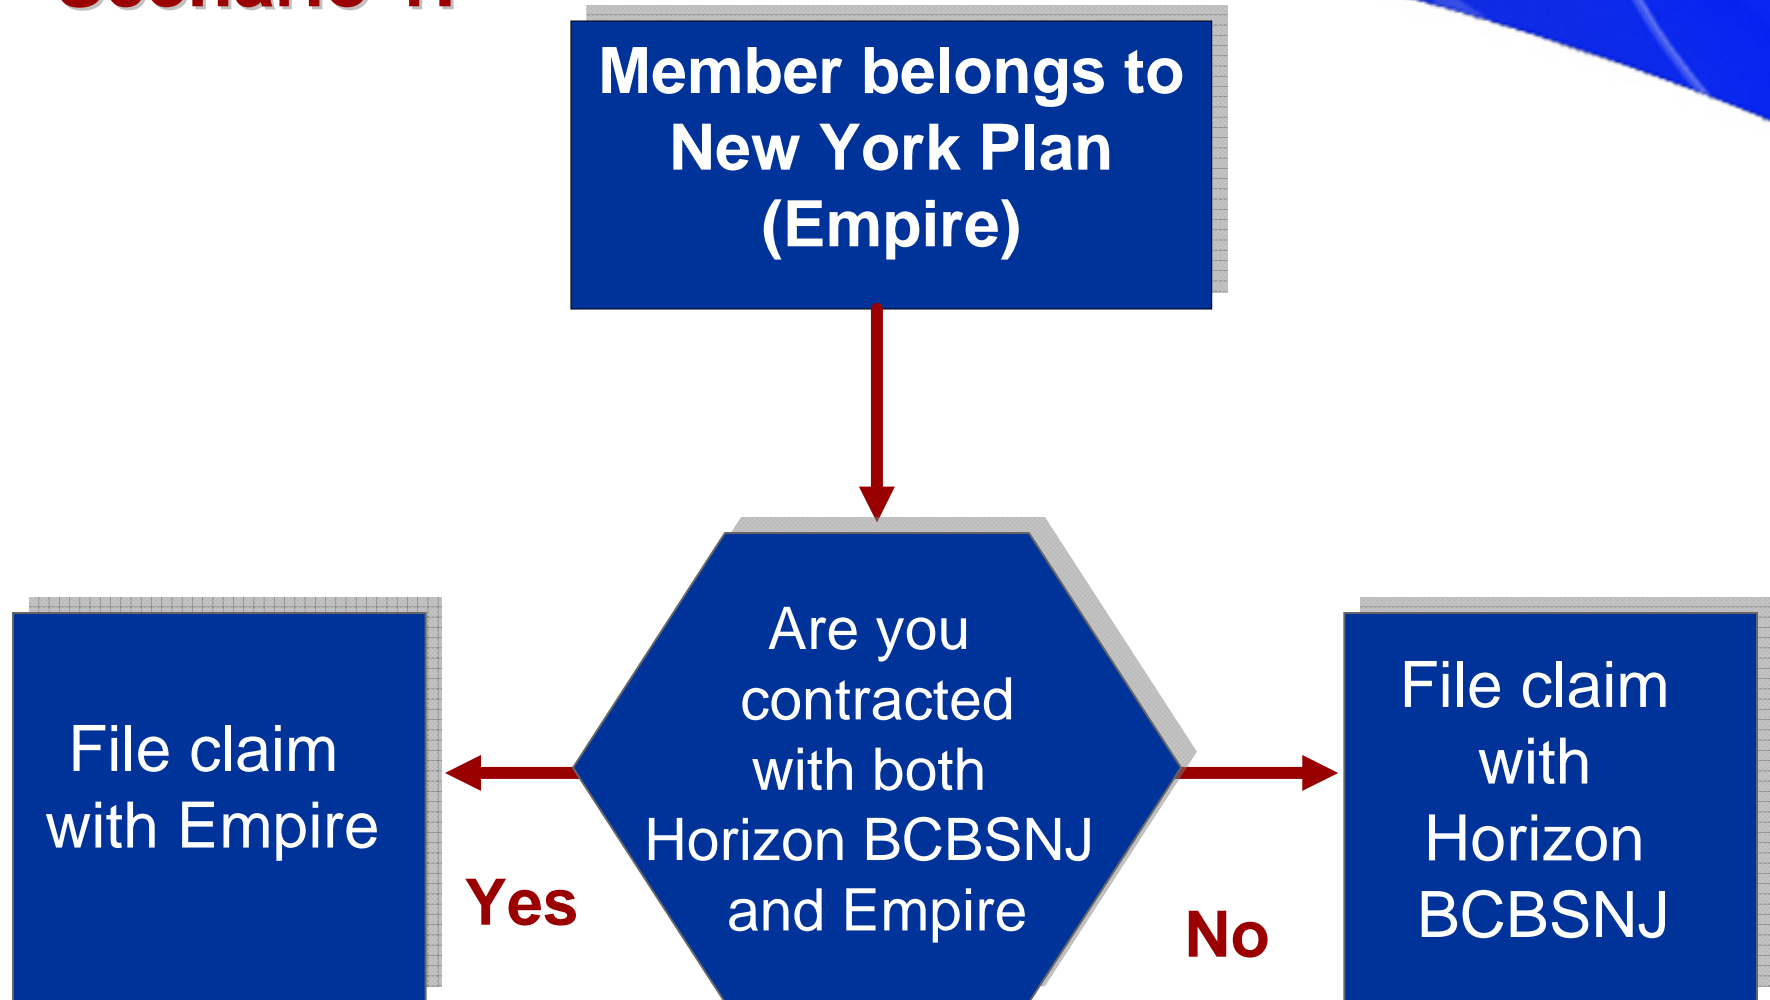 Member belongs to
New York Plan
(Empire)
Are you
contracted
with both
Horizon BCBSNJ
and Empire
File claim
with Empire
Yes
No
File claim
with
Horizon
BCBSNJ